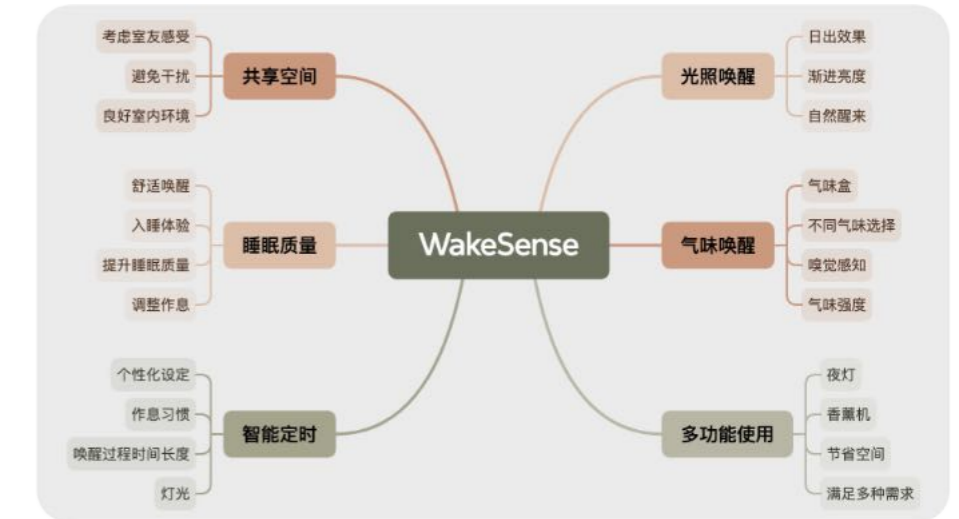 WakeSense
共享空间
考虑室友感受
避免干扰
良好室内环境
睡眠质量
舒适唤醒
入睡体验
提升睡眠质量
调整作息
智能定时
个性化设定
作息习惯
唤醒过程时间长度
灯光
光照唤醒
日出效果
渐进亮度
自然醒来
气味唤醒
气味盒
不同气味选择
嗅觉感知
气味强度
多功能使用
夜灯
香薰机
节省空间
满足多种需求